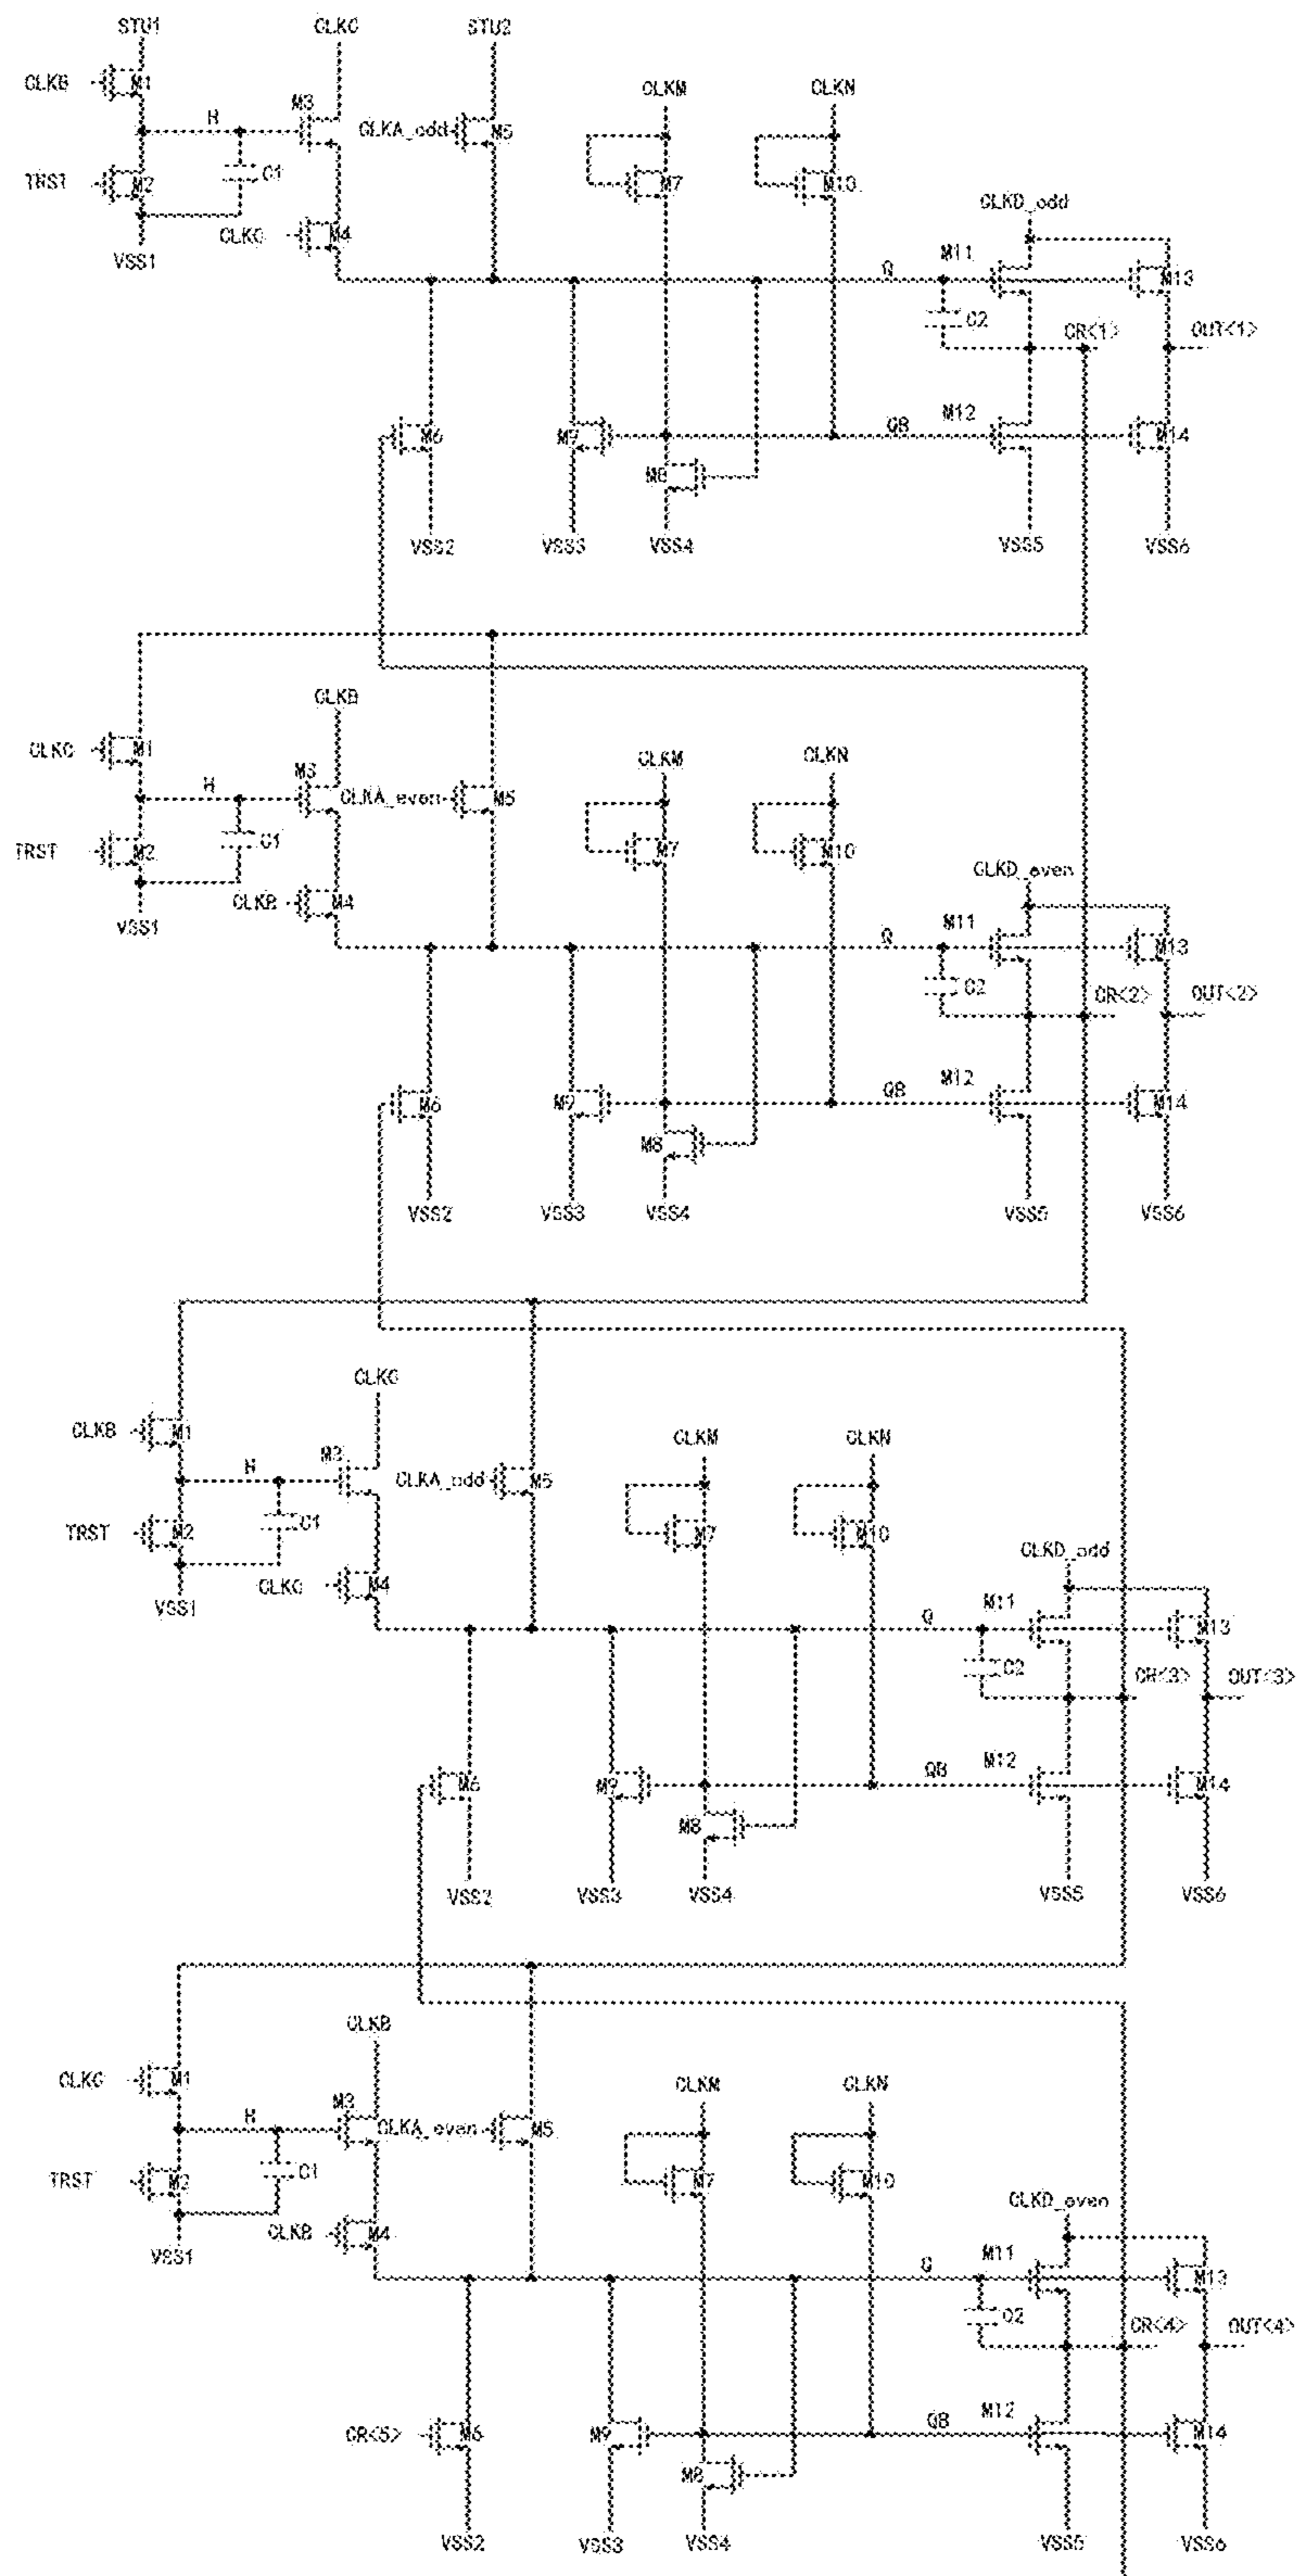 STU1 CLKC STU2
CLKB M1 CLKM CLKN
H M3 CLKA_odd M5
TRST M2 C1 M7 M10
CLKC M4 CLKD_odd
VSS1 M11 M13
Q C2 CR<1> OUT<1>
M6 M9 QB M12 M14
M8
VSS2 VSS3 VSS4 VSS5 VSS6
CLKB
CLKC M1 CLKM CLKN
H M3 CLKA_even M5
TRST M2 C1 M7 M10
CLKB M4 CLKD_even
VSS1 M11 M13
Q C2 CR<2> OUT<2>
M6 M9 QB M12 M14
M8
VSS2 VSS3 VSS4 VSS5 VSS6
CLKC
CLKB M1 CLKM CLKN
H M3 CLKA_odd M5
TRST M2 C1 M7 M10
CLKC M4 CLKD_odd
VSS1 M11 M13
Q C2 CR<3> OUT<3>
M6 M9 QB M12 M14
M8
VSS2 VSS3 VSS4 VSS5 VSS6
CLKB
CLKC M1 CLKM CLKN
H M3 CLKA_even M5
TRST M2 C1 M7 M10
CLKB M4 CLKD_even
VSS1 M11 M13
Q C2 CR<4> OUT<4>
CR<5> M6 M9 QB M12 M14
M8
VSS2 VSS3 VSS4 VSS5 VSS6